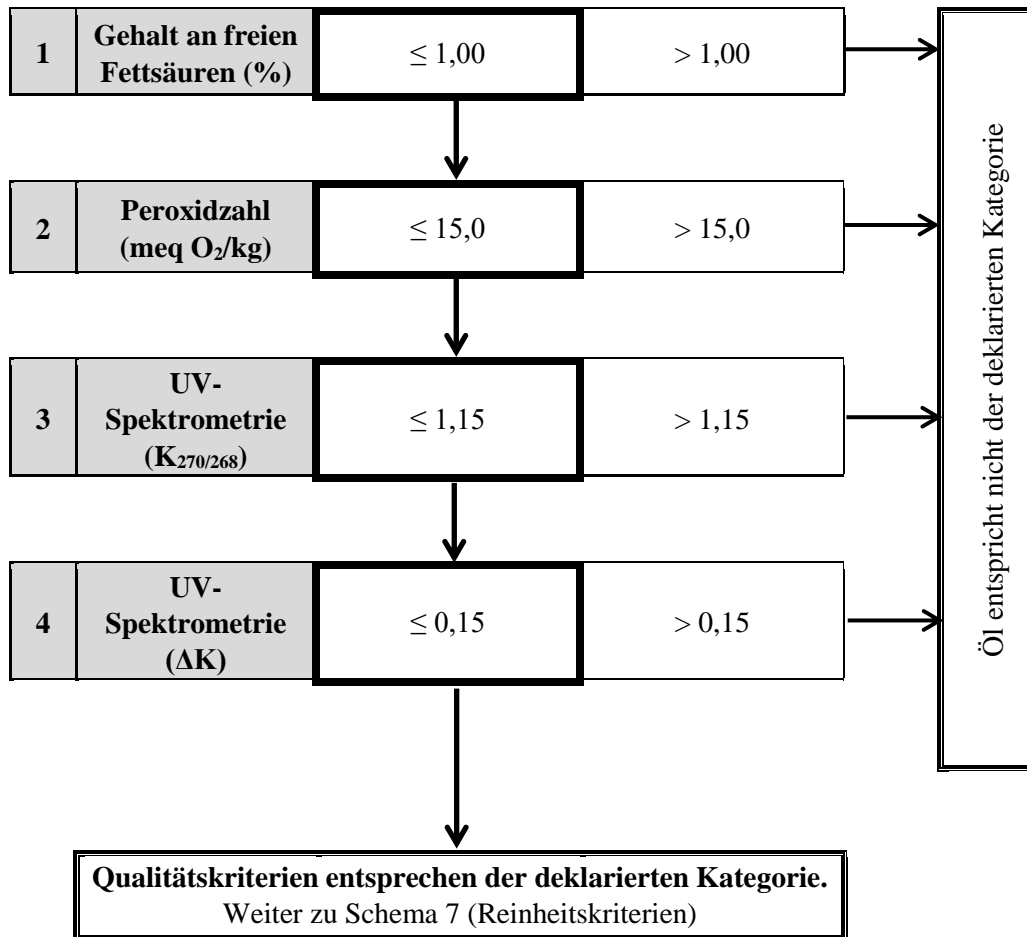 1
Gehalt an freien
Fettsäuren (%)
≤ 1,00
> 1,00
2
Peroxidzahl
(meq O₂/kg)
≤ 15,0
> 15,0
3
UV-
Spektrometrie
(K₂₇₀/₂₆₈)
≤ 1,15
> 1,15
4
UV-
Spektrometrie
(ΔK)
≤ 0,15
> 0,15
Öl entspricht nicht der deklarierten Kategorie
Qualitätskriterien entsprechen der deklarierten Kategorie.
Weiter zu Schema 7 (Reinheitskriterien)